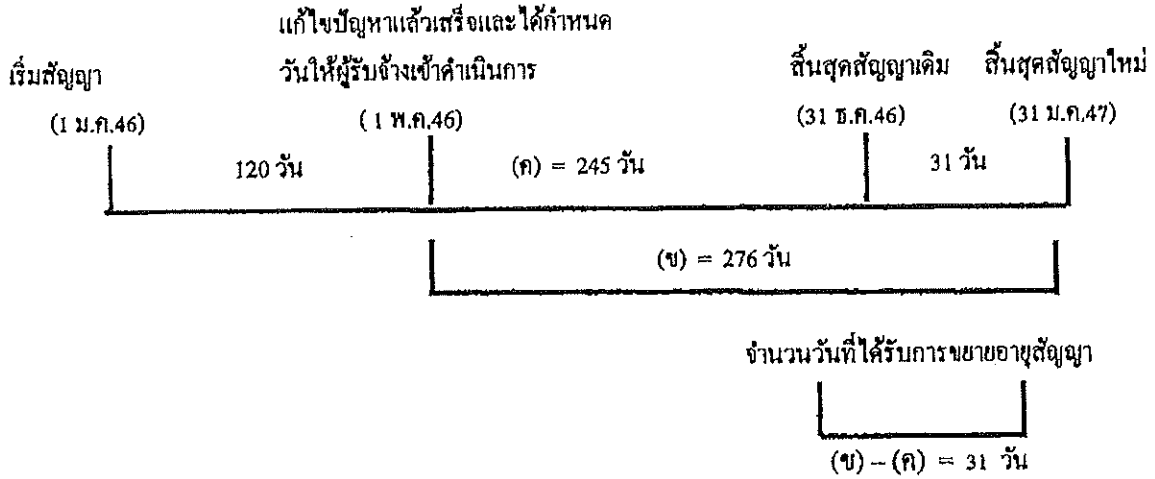 แก้ไขปัญหาแล้วเสร็จและได้กำหนด
วันให้ผู้รับจ้างเข้าดำเนินการ
เริ่มสัญญา
สิ้นสุดสัญญาเดิม
สิ้นสุดสัญญาใหม่
(1 ม.ค.46)
( 1 พ.ค.46)
(31 ธ.ค.46)
(31 ม.ค.47)
120 วัน
(ค) = 245 วัน
31 วัน
(ข) = 276 วัน
จำนวนวันที่ได้รับการขยายอายุสัญญา
(ข) – (ค) = 31 วัน